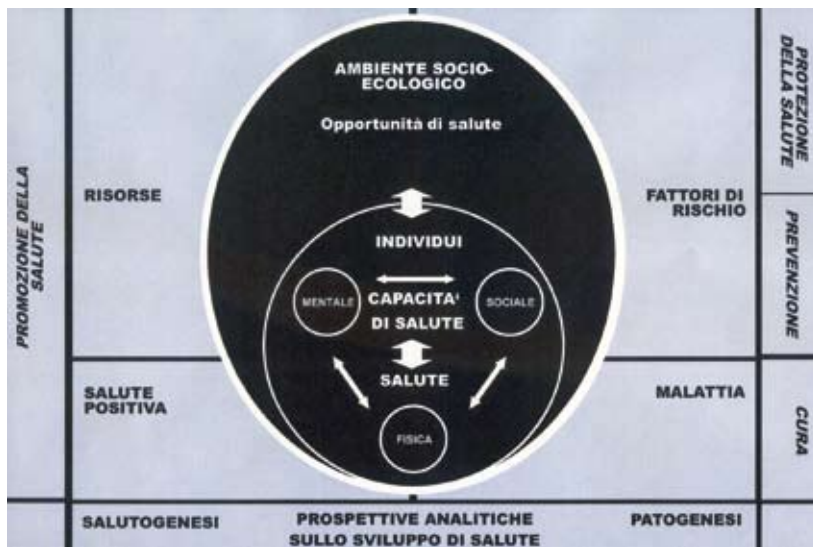 AMBIENTE SOCIO-
ECOLOGICO
Opportunità di salute
PROMOZIONE DELLA
SALUTE
RISORSE
FATTORI DI
RISCHIO
PROTEZIONE
DELLA SALUTE
PREVENZIONE
INDIVIDUI
MENTALE
CAPACITA'
DI SALUTE
SOCIALE
SALUTE
FISICA
SALUTE
POSITIVA
MALATTIA
CURA
SALUTOGENESI
PROSPETTIVE ANALITICHE
SULLO SVILUPPO DI SALUTE
PATOGENESI